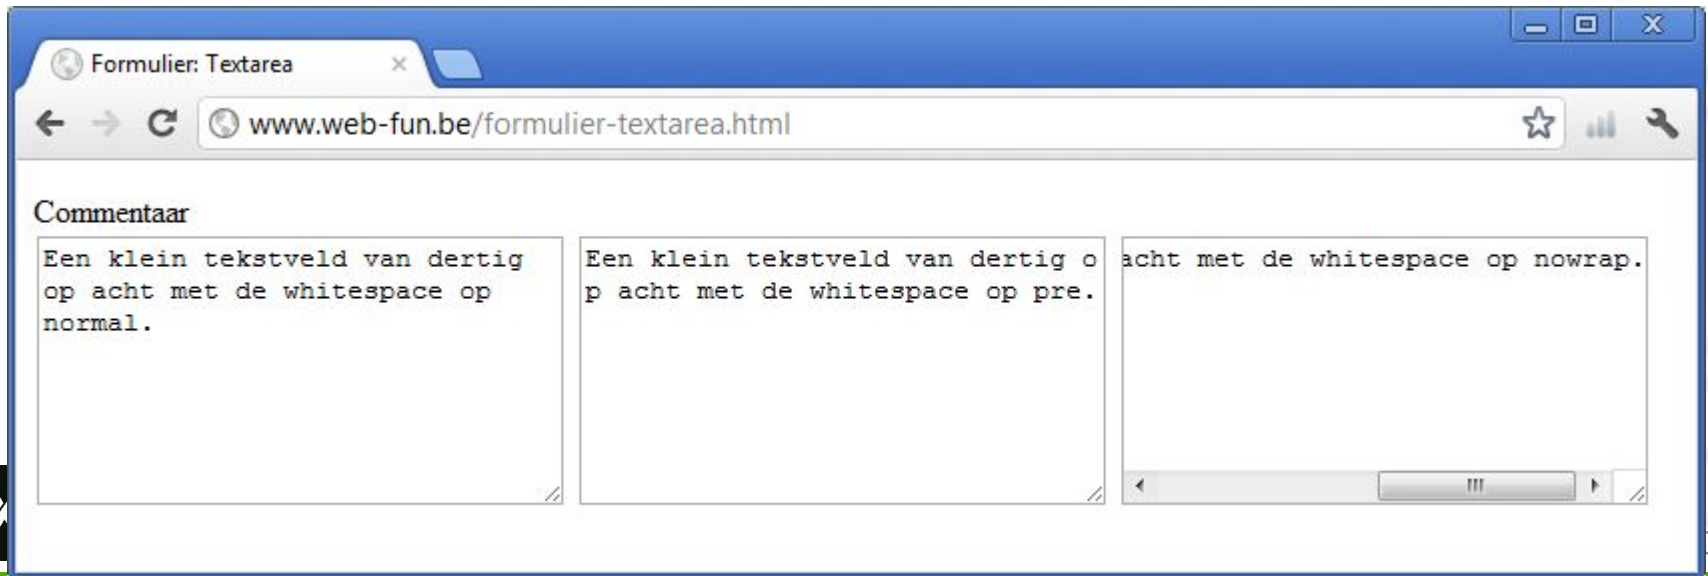 Formulier: Textarea
www.web-fun.be/formulier-textarea.html
Commentaar
Een klein tekstveld van dertig
op acht met de whitespace op
normal.
Een klein tekstveld van dertig o
p acht met de whitespace op pre.
acht met de whitespace op nowrap.